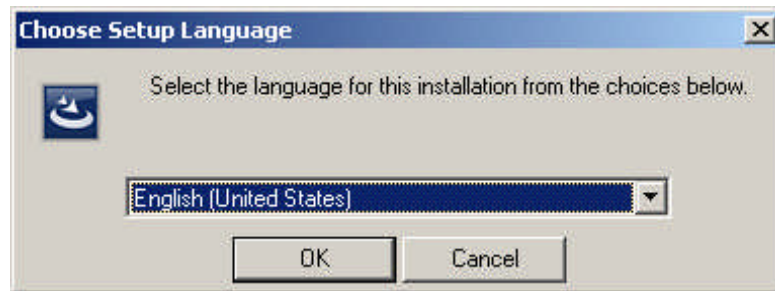 Choose Setup Language
Select the language for this installation from the choices below.
English (United States)
OK
Cancel